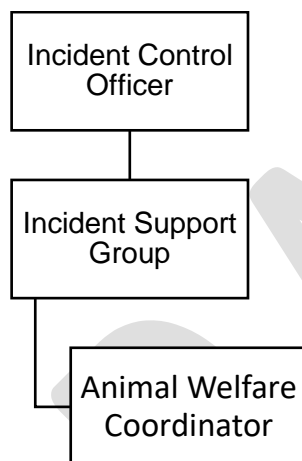 Incident Control
Officer
Incident Support
Group
Animal Welfare
Coordinator